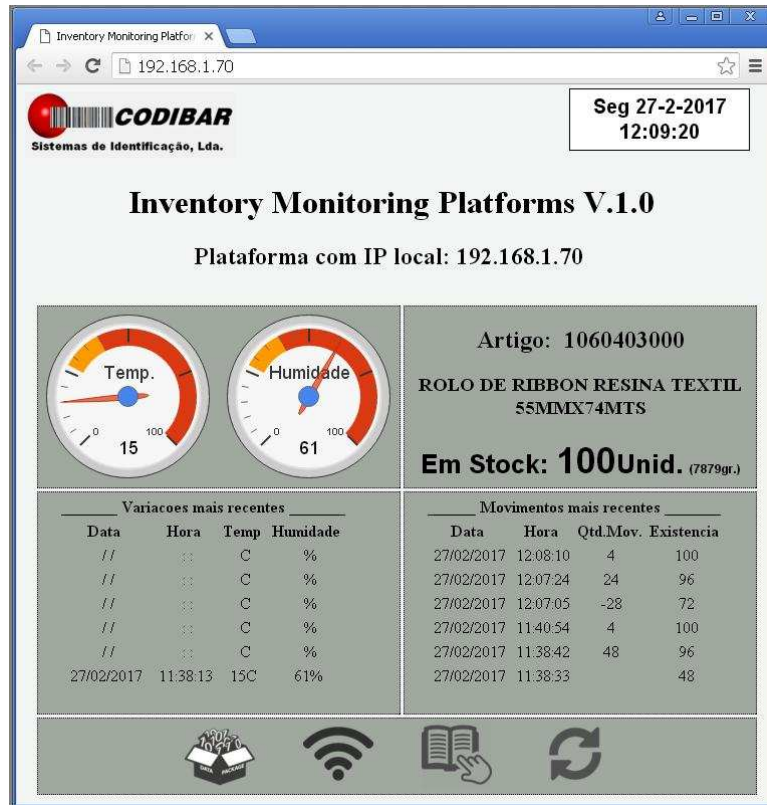 Inventory Monitoring Platfor
192.168.1.70
CODIBAR
Sistemas de Identificação, Lda.
Seg 27-2-2017
12:09:20
Inventory Monitoring Platforms V.1.0
Plataforma com IP local: 192.168.1.70
Temp.
0 100
15
Humidade
0 100
61
Artigo: 1060403000
ROLO DE RIBBON RESINA TEXTIL
55MMX74MTS
Em Stock: 100Unid. (7879gr.)
______ Variacoes mais recentes ______
Data Hora Temp Humidade
/ / : : C %
/ / : : C %
/ / : : C %
/ / : : C %
/ / : : C %
27/02/2017 11:38:13 15C 61%
______ Movimentos mais recentes ______
Data Hora Qtd.Mov. Existencia
27/02/2017 12:08:10 4 100
27/02/2017 12:07:24 24 96
27/02/2017 12:07:05 -28 72
27/02/2017 11:40:54 4 100
27/02/2017 11:38:42 48 96
27/02/2017 11:38:33 48
DATA PACKAGE